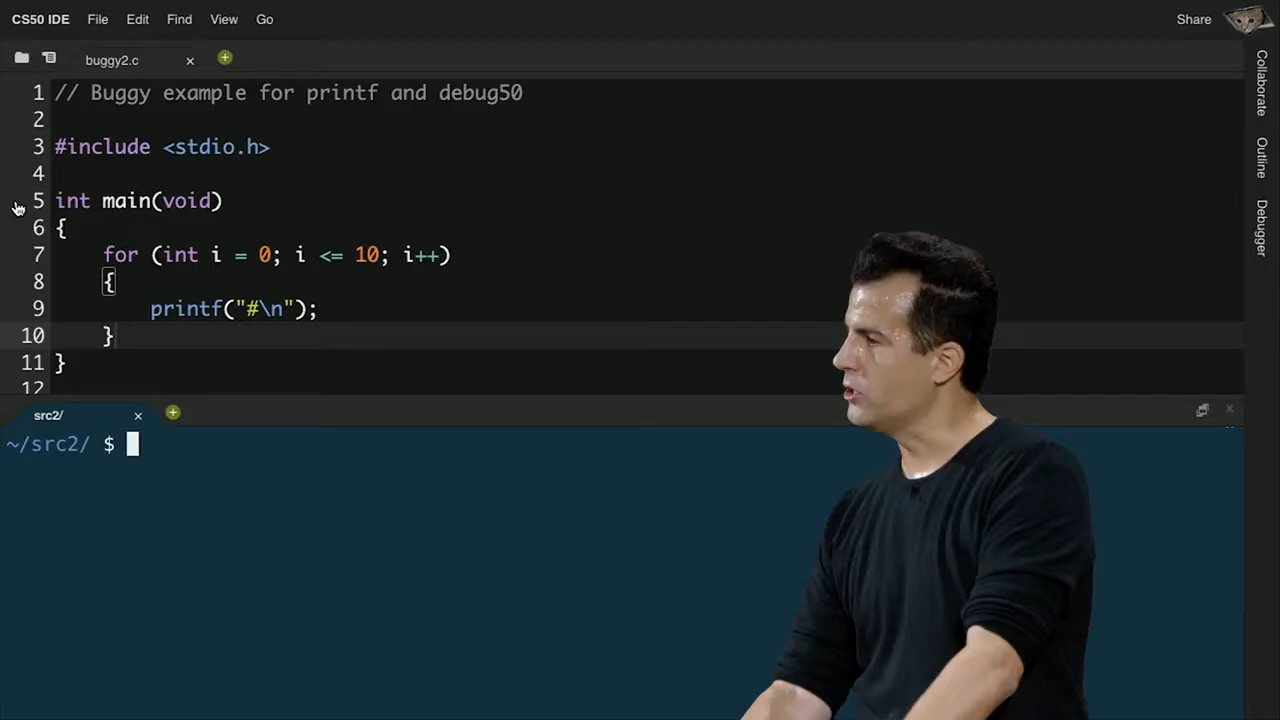 CS50 IDE File Edit Find View Go Share
buggy2.c
1 // Buggy example for printf and debug50
2
3 #include <stdio.h>
4
5 int main(void)
6 {
7 for (int i = 0; i <= 10; i++)
8 {
9 printf("#\n");
10 }
11 }
12
src2/
~/src2/ $
Collaborate
Outline
Debugger